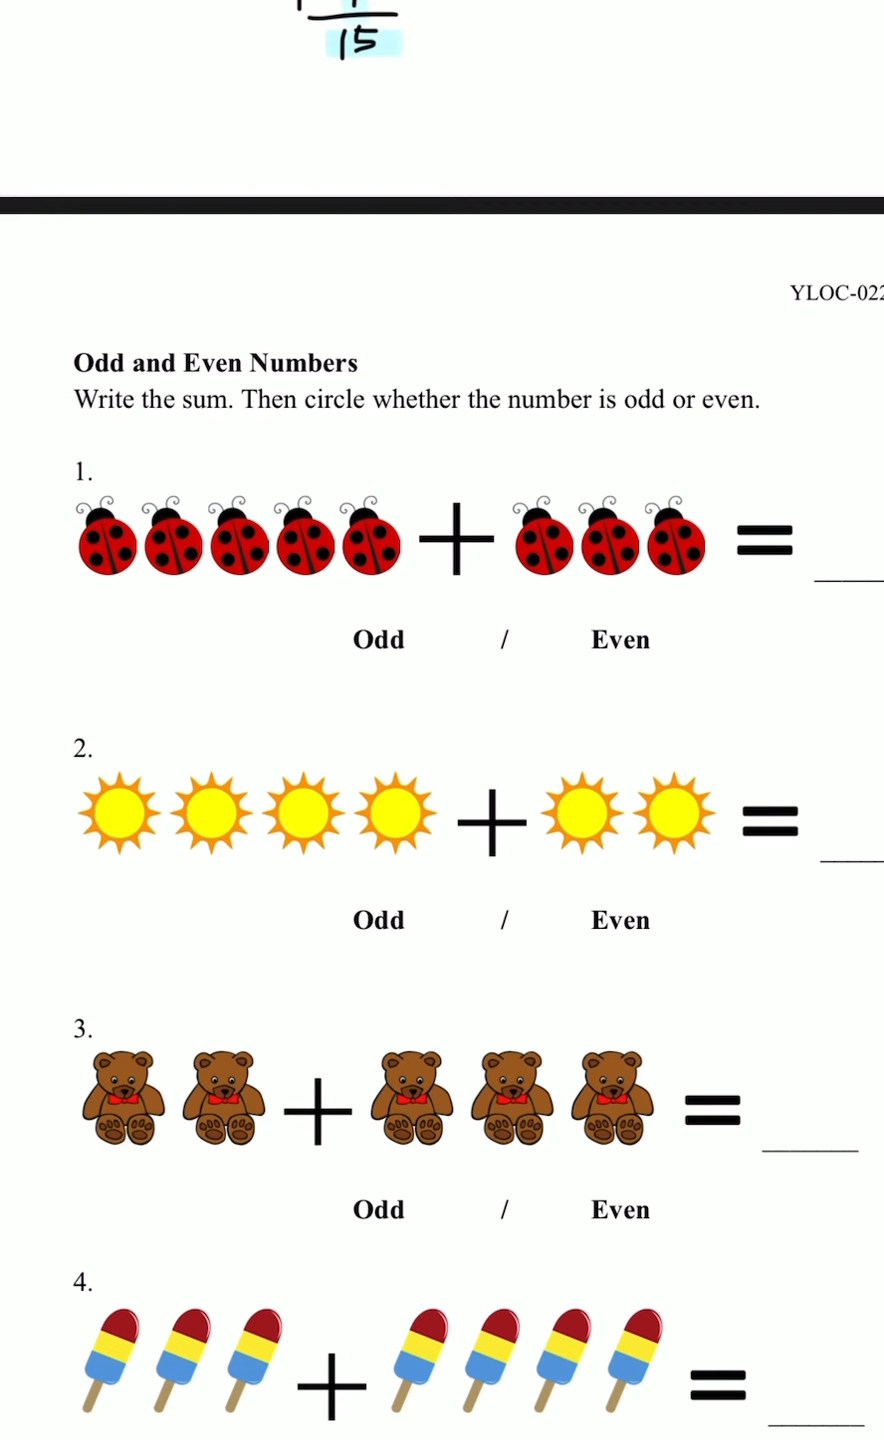 15
YLOC-022
Odd and Even Numbers
Write the sum. Then circle whether the number is odd or even.
1.
+ =
Odd / Even
2.
+ =
Odd / Even
3.
+ =
Odd / Even
4.
+ =